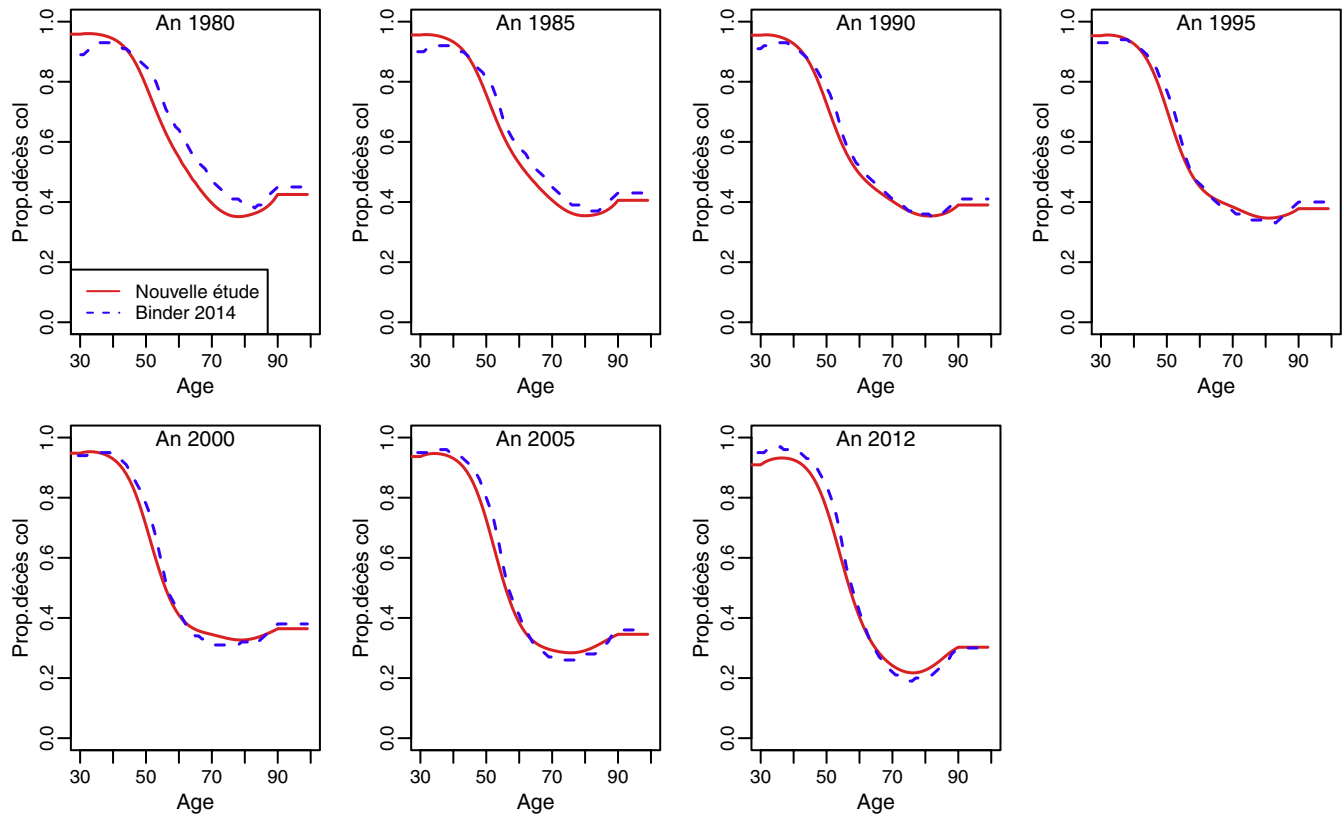 An 1980
Prop.décès col
0.0 0.2 0.4 0.6 0.8 1.0
Nouvelle étude
Binder 2014
30 50 70 90
Age
An 1985
Prop.décès col
0.0 0.2 0.4 0.6 0.8 1.0
30 50 70 90
Age
An 1990
Prop.décès col
0.0 0.2 0.4 0.6 0.8 1.0
30 50 70 90
Age
An 1995
Prop.décès col
0.0 0.2 0.4 0.6 0.8 1.0
30 50 70 90
Age
An 2000
Prop.décès col
0.0 0.2 0.4 0.6 0.8 1.0
30 50 70 90
Age
An 2005
Prop.décès col
0.0 0.2 0.4 0.6 0.8 1.0
30 50 70 90
Age
An 2012
Prop.décès col
0.0 0.2 0.4 0.6 0.8 1.0
30 50 70 90
Age